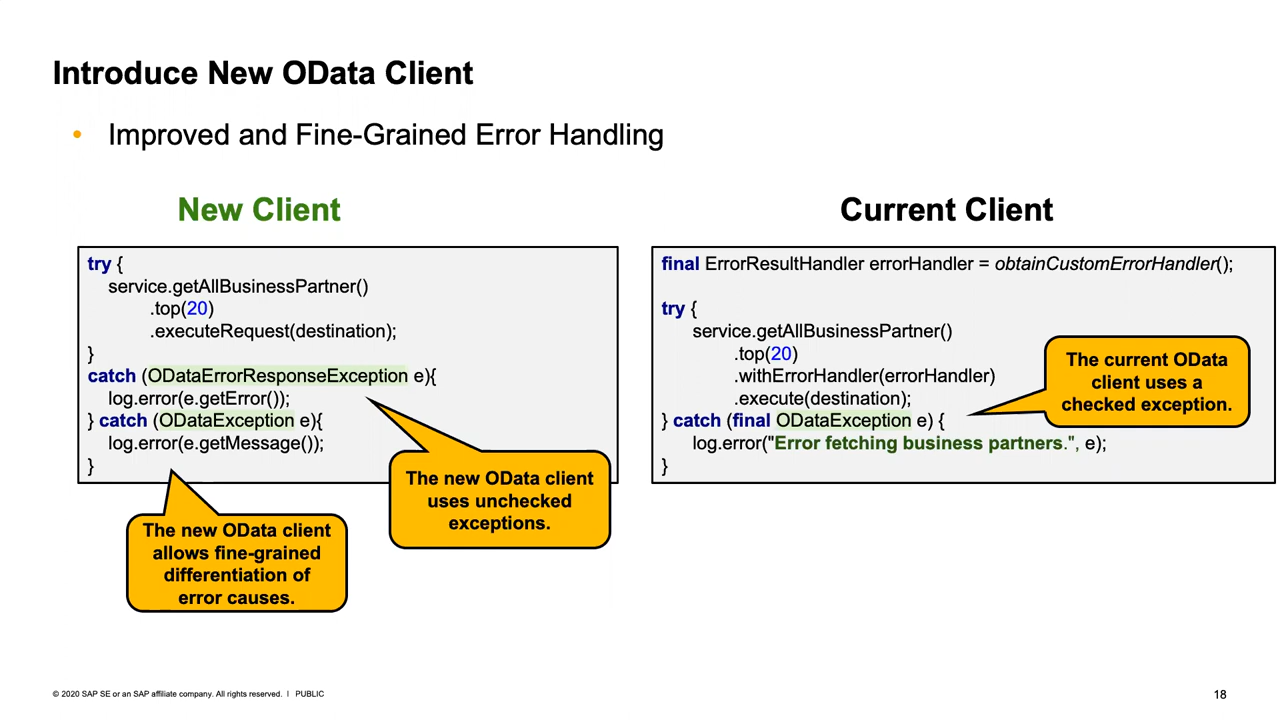 Introduce New OData Client
• Improved and Fine-Grained Error Handling
New Client
try {
service.getAllBusinessPartner()
.top(20)
.executeRequest(destination);
}
catch (ODataErrorResponseException e){
log.error(e.getError());
} catch (ODataException e){
log.error(e.getMessage());
}
The new OData client
uses unchecked
exceptions.
The new OData client
allows fine-grained
differentiation of
error causes.
Current Client
final ErrorResultHandler errorHandler = obtainCustomErrorHandler();
try {
service.getAllBusinessPartner()
.top(20)
.withErrorHandler(errorHandler)
.execute(destination);
} catch (final ODataException e) {
log.error("Error fetching business partners.", e);
}
The current OData
client uses a
checked exception.
© 2020 SAP SE or an SAP affiliate company. All rights reserved. I PUBLIC
18